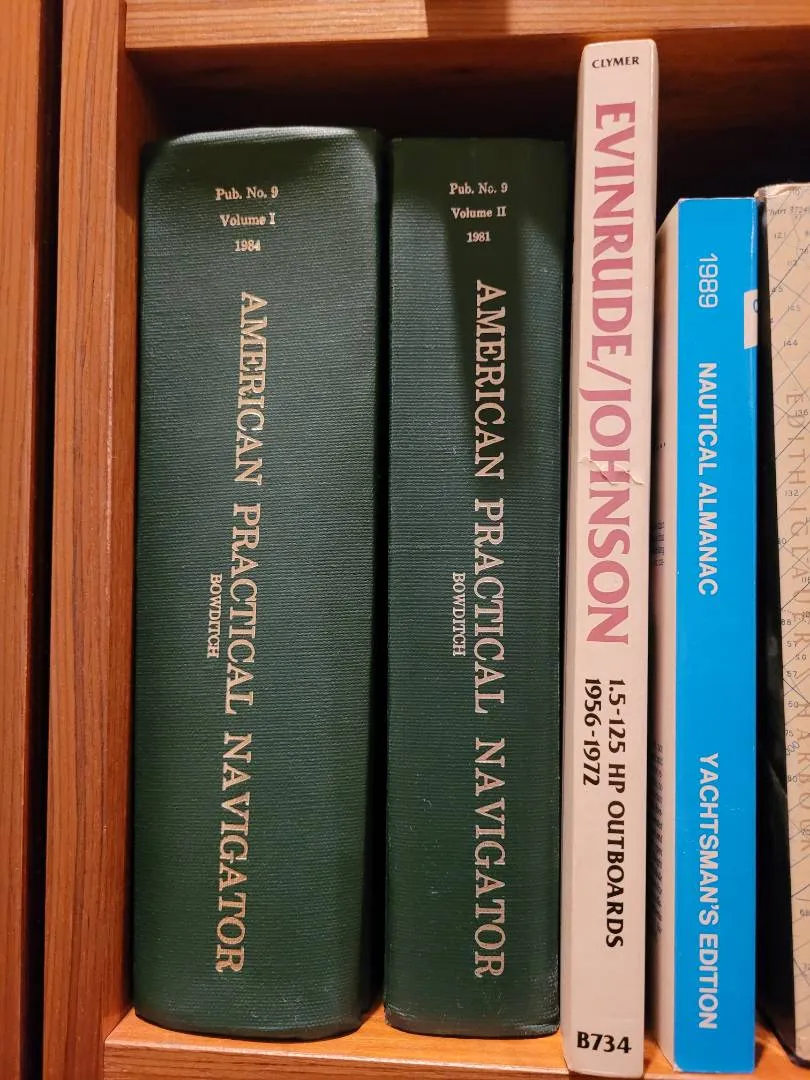 Pub. No. 9
Volume I
1984
AMERICAN PRACTICAL NAVIGATOR
BOWDITCH
Pub. No. 9
Volume II
1981
AMERICAN PRACTICAL NAVIGATOR
BOWDITCH
CLYMER
EVINRUDE/JOHNSON
1.5-125 HP OUTBOARDS
1956-1972
B734
1989 NAUTICAL ALMANAC YACHTSMAN'S EDITION